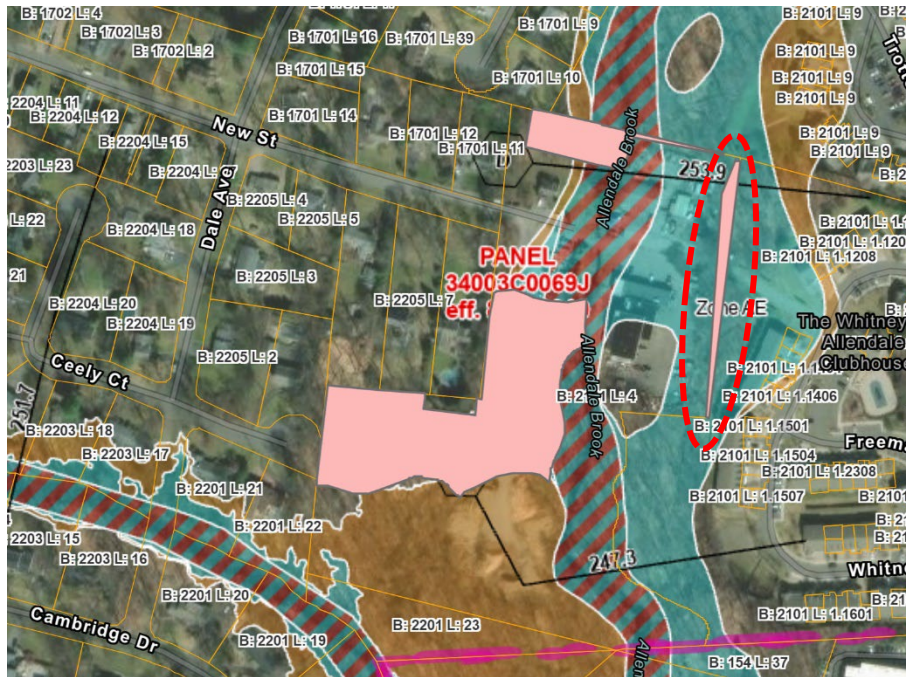 B: 1702 L: 4
B: 1702 L: 3
B: 1702 L: 2
B: 1701 L: 16
B: 1701 L: 39
B: 1701 L: 9
B: 1701 L: 15
B: 1701 L: 10
B: 2101 L: 9
B: 2101 L: 9
B: 2101 L: 9
B: 2101 L: 9
B: 2204 L: 11
B: 2204 L: 12
B: 1701 L: 14
B: 2204 L: 15
New St
B: 1701 L: 12
B: 1701 L: 11
B: 2101 L: 9
B: 2101 L: 9
2203 L: 23
B: 2204 L:
253.9
Allendale Brook
Dale Ave
B: 2205 L: 4
B: 2205 L: 5
L: 22
B: 2204 L: 18
B: 2101 L: 1.1208
PANEL
34003C0069J
eff.
B: 2205 L: 3
21
B: 2204 L: 20
B: 2204 L: 19
B: 2205 L: 7
Zone AE
The Whitney
Allendale
Clubhouse
B: 2205 L: 2
Allendale Brook
Ceely Ct
B: 2101 L: 4
B: 2101 L: 1.1406
251.7
B: 2203 L: 18
B: 2101 L: 1.1501
B: 2203 L: 17
B: 2101 L: 1.1504
B: 2101 L: 1.2308
B: 2201 L: 21
B: 2101 L: 1.1507
B: 2201 L: 22
2203 L: 15
B: 2203 L: 16
247.3
B: 2201 L: 20
Cambridge Dr
B: 2201 L: 19
B: 2201 L: 23
B: 2101 L: 1.1601
B: 154 L: 37